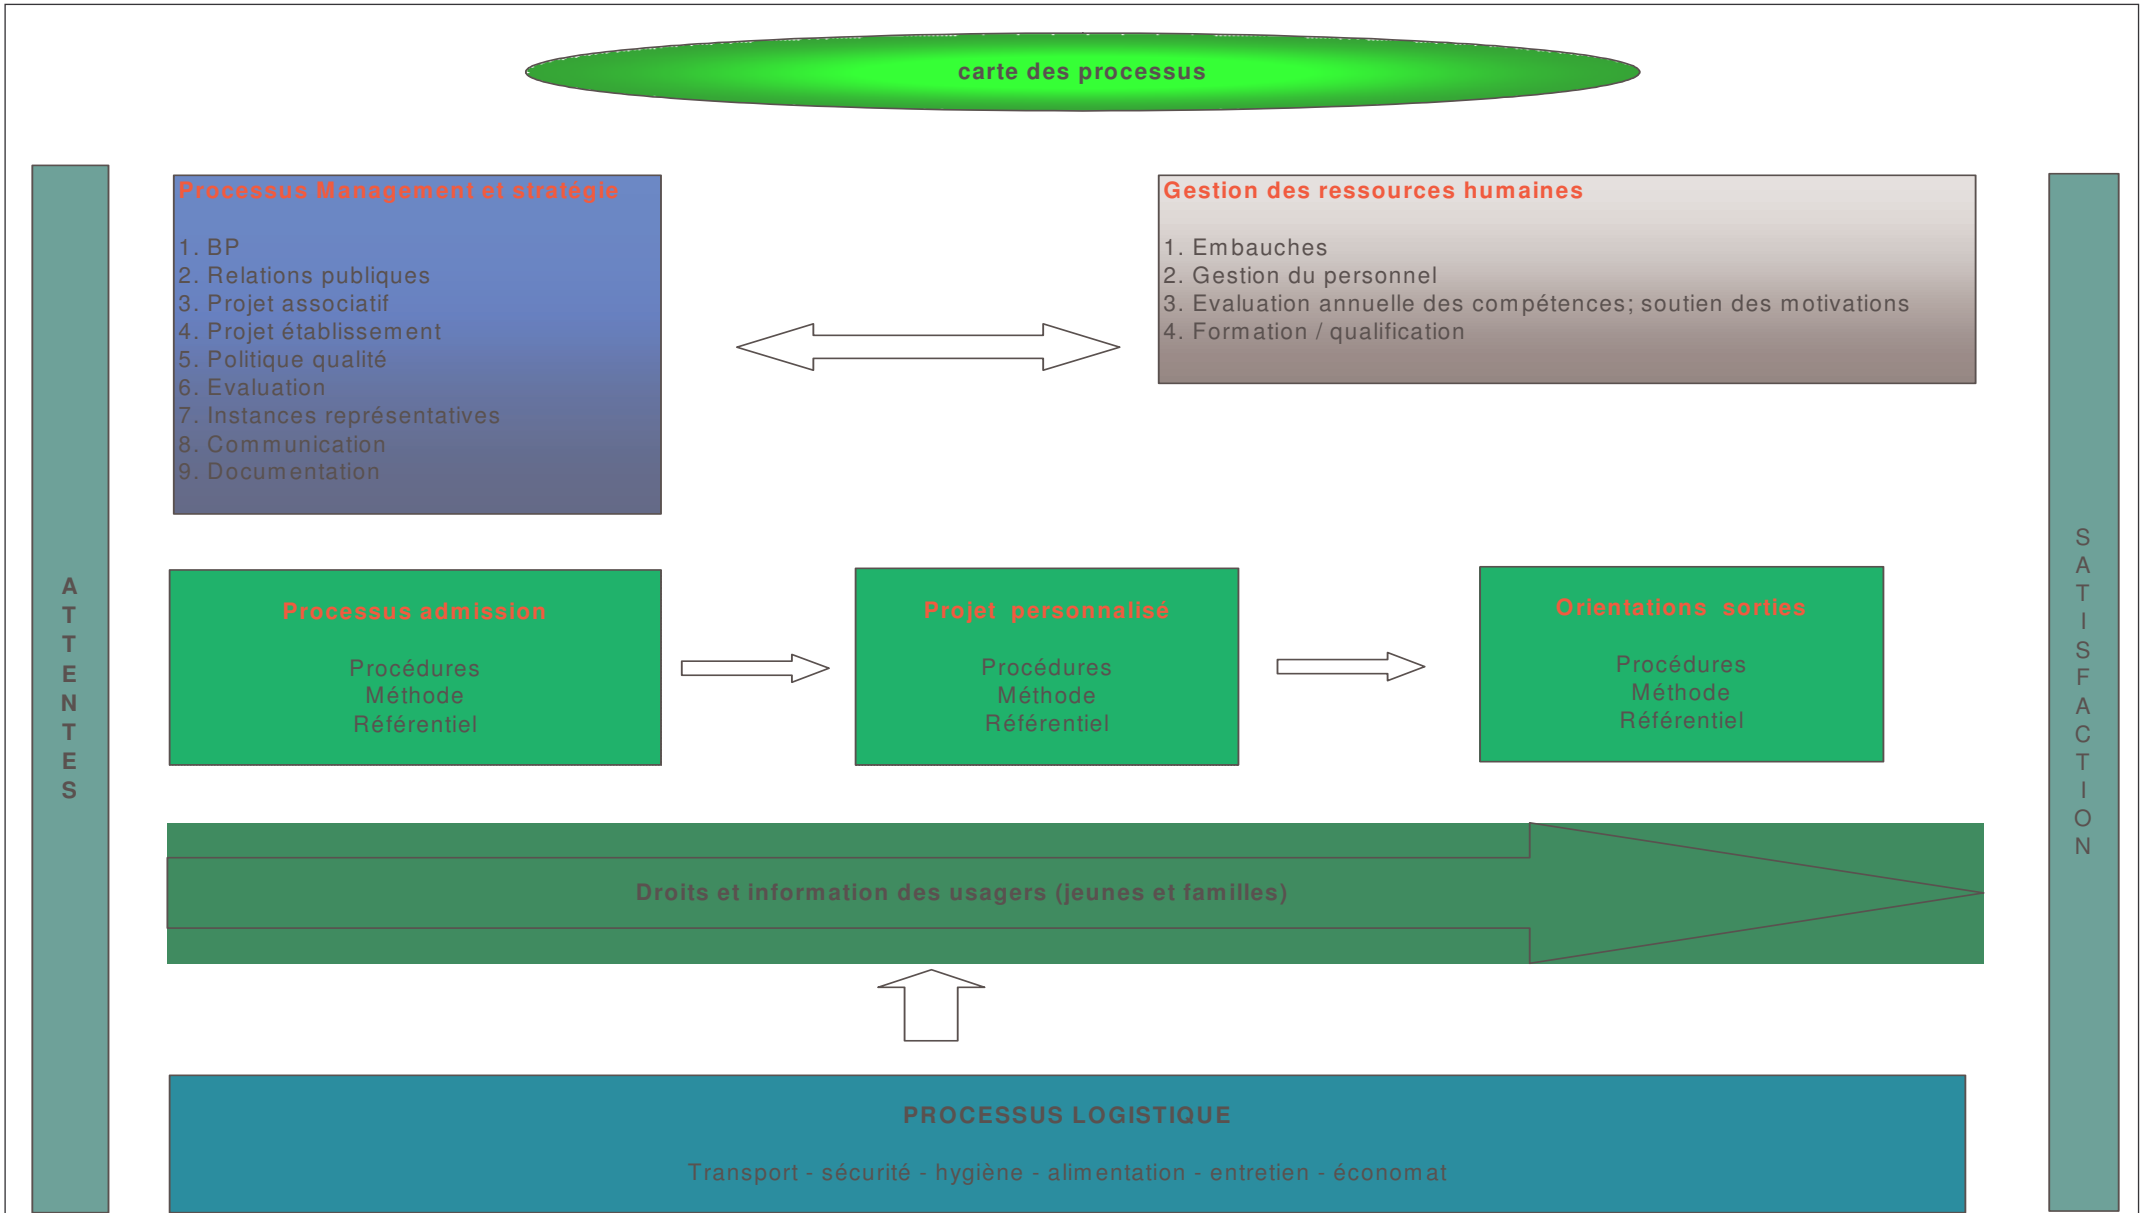 carte des processus
Processus Management et stratégie
1. BP
2. Relations publiques
3. Projet associatif
4. Projet établissement
5. Politique qualité
6. Evaluation
7. Instances représentatives
8. Communication
9. Documentation
Gestion des ressources humaines
1. Embauches
2. Gestion du personnel
3. Evaluation annuelle des compétences; soutien des motivations
4. Formation / qualification
ATTENTES
Processus admission
Procédures
Méthode
Référentiel
Projet personnalisé
Procédures
Méthode
Référentiel
Orientations sorties
Procédures
Méthode
Référentiel
SATISFACTION
Droits et information des usagers (jeunes et familles)
PROCESSUS LOGISTIQUE
Transport - sécurité - hygiène - alimentation - entretien - économat